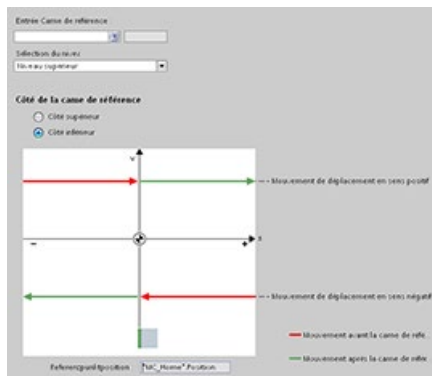 Entrée Came de référence :
Sélection du niveau
Niveau supérieur
Côté de la came de référence
Côté supérieur
Côté inférieur
v
Mouvement de déplacement en sens positif
x
−
+
Mouvement de déplacement en sens négatif
Mouvement avant la came de réfé...
Mouvement après la came de référ...
Referenzpunktposition
"MC_Home".Position